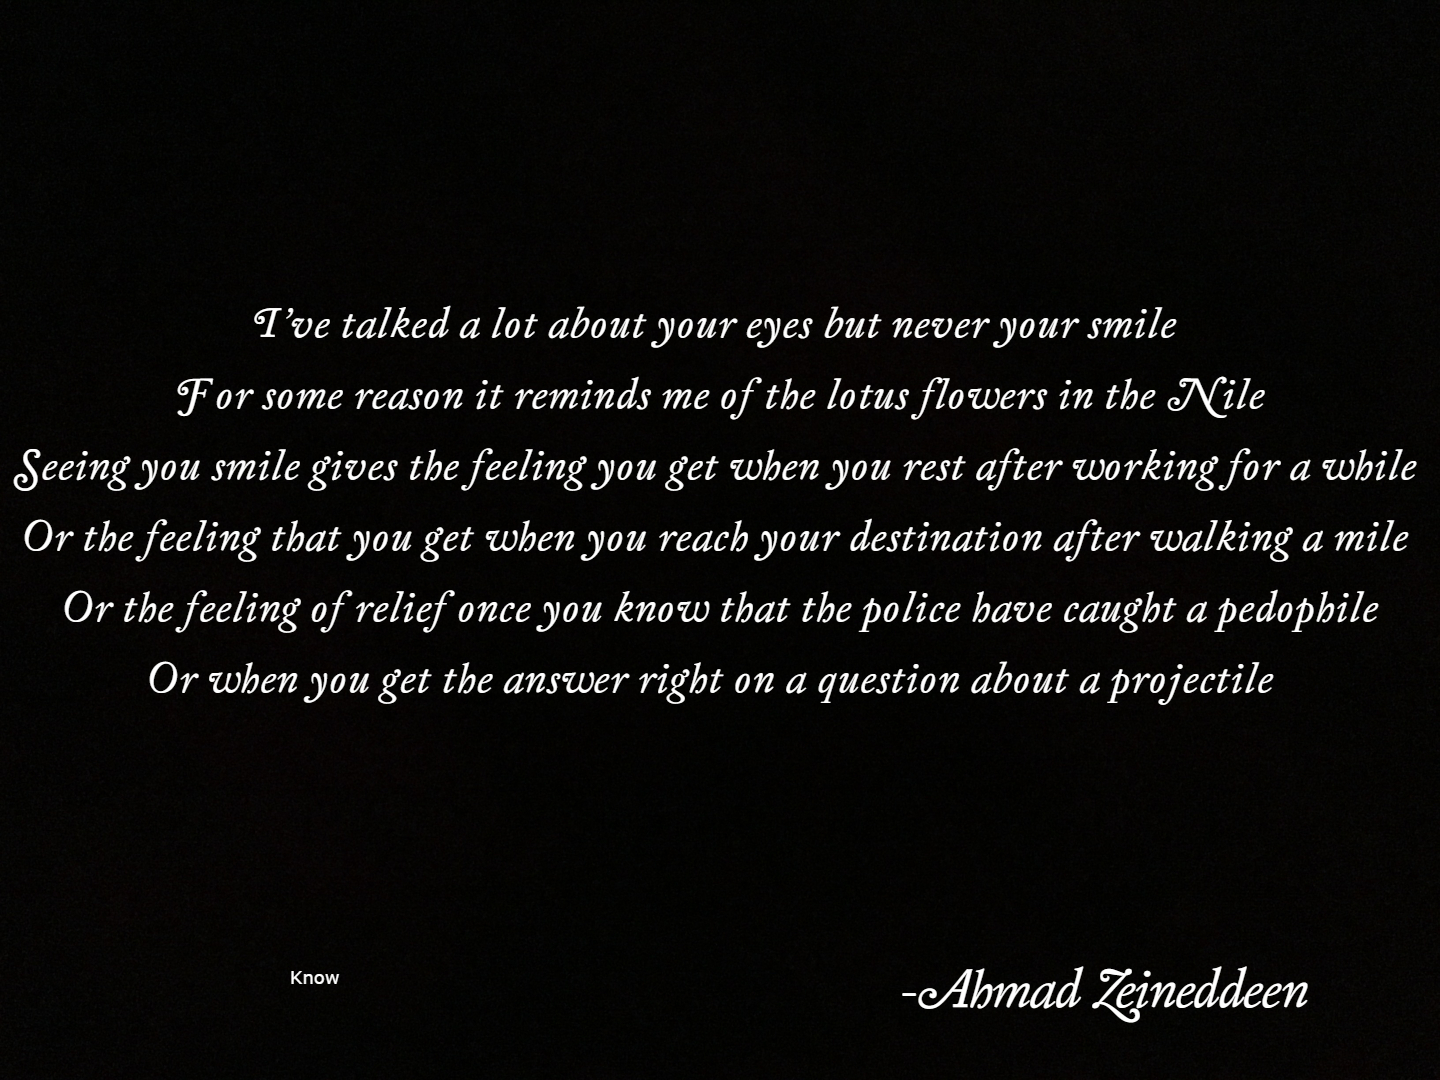 I've talked a lot about your eyes but never your smile
For some reason it reminds me of the lotus flowers in the Nile
Seeing you smile gives the feeling you get when you rest after working for a while
Or the feeling that you get when you reach your destination after walking a mile
Or the feeling of relief once you know that the police have caught a pedophile
Or when you get the answer right on a question about a projectile
Know
-Ahmad Zeineddeen